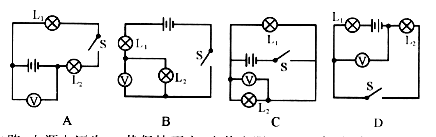 L₁ S L₂ V
L₁ S L₂ V
L₁ S V L₂
L₁ L₂ V S
A B C D